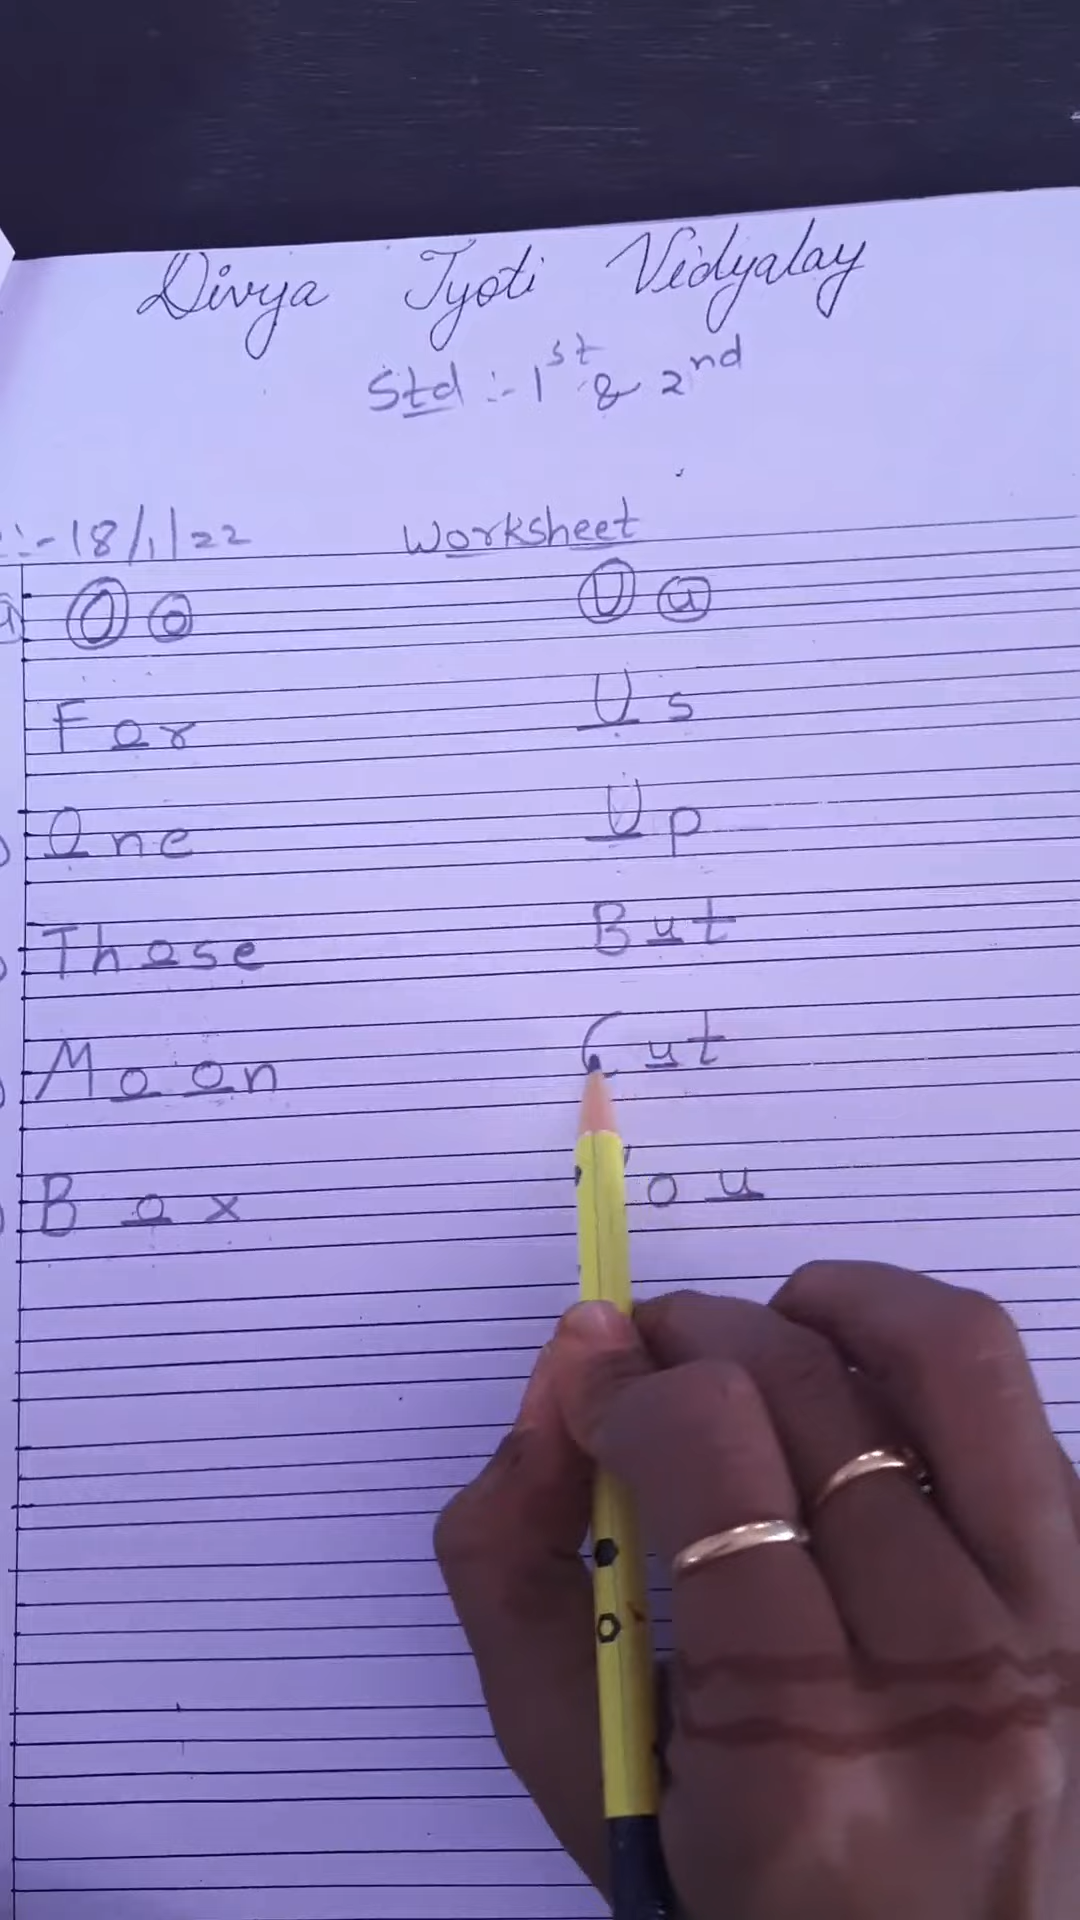 Divya Jyoti Vidyalay
Std :- 1st & 2nd
:- 18/1/22 Worksheet
O o U u
For Us
One Up
Those But
Moon Cut
Box ou